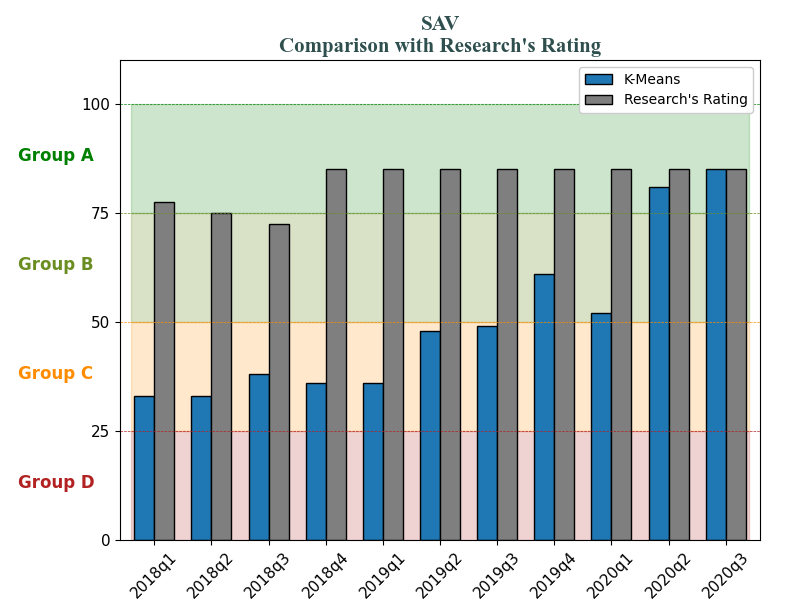 SAV
Comparison with Research's Rating
K-Means
Research's Rating
100
Group A
75
Group B
50
Group C
25
Group D
0
2018q1 2018q2 2018q3 2018q4 2019q1 2019q2 2019q3 2019q4 2020q1 2020q2 2020q3